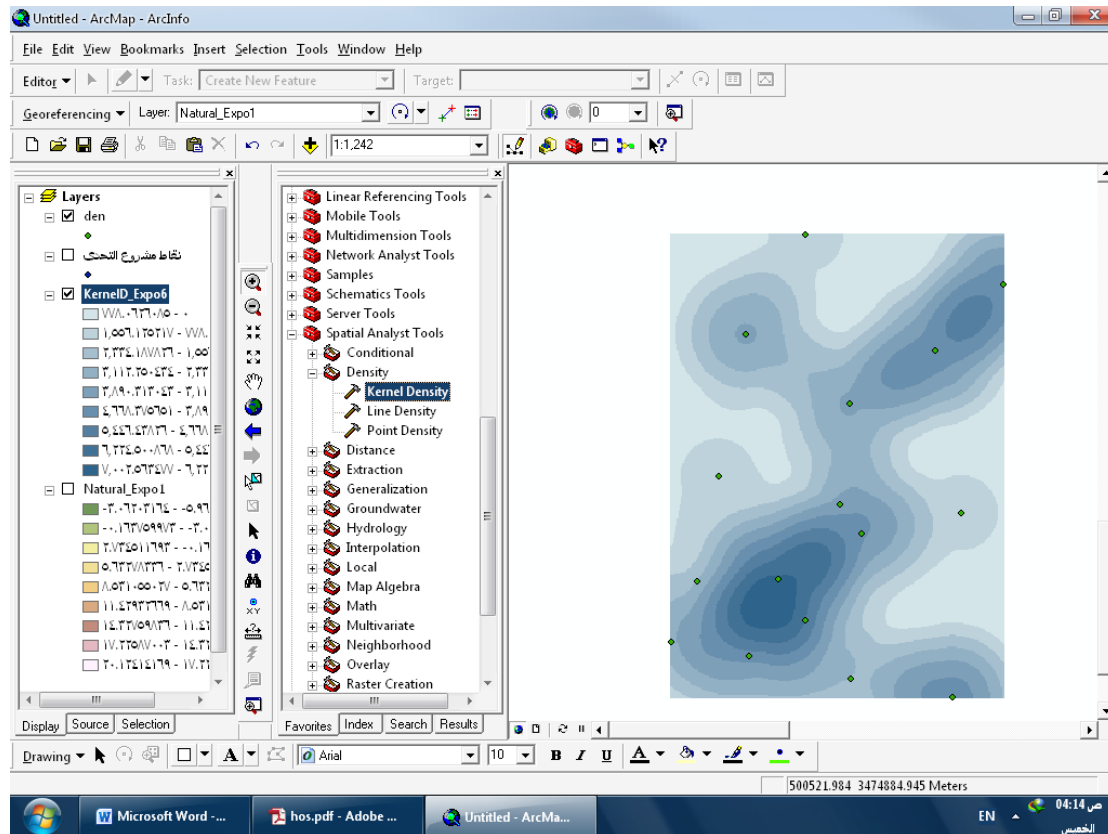 Untitled - ArcMap - ArcInfo
File Edit View Bookmarks Insert Selection Tools Window Help
Editor Task: Create New Feature Target:
Georeferencing Layer: Natural_Expo1 0
1:1,242
Layers
den
نقاط مشروع التحدي
KernelD_Expo6
Natural_Expo1
Display Source Selection
Linear Referencing Tools
Mobile Tools
Multidimension Tools
Network Analyst Tools
Samples
Schematics Tools
Server Tools
Spatial Analyst Tools
Conditional
Density
Kernel Density
Line Density
Point Density
Distance
Extraction
Generalization
Groundwater
Hydrology
Interpolation
Local
Map Algebra
Math
Multivariate
Neighborhood
Overlay
Raster Creation
Favorites Index Search Results
Drawing A Arial 10 B I U A
500521.984 3474884.945 Meters
Microsoft Word -... hos.pdf - Adobe ... Untitled - ArcMa... EN 04:14 ص
الخميس